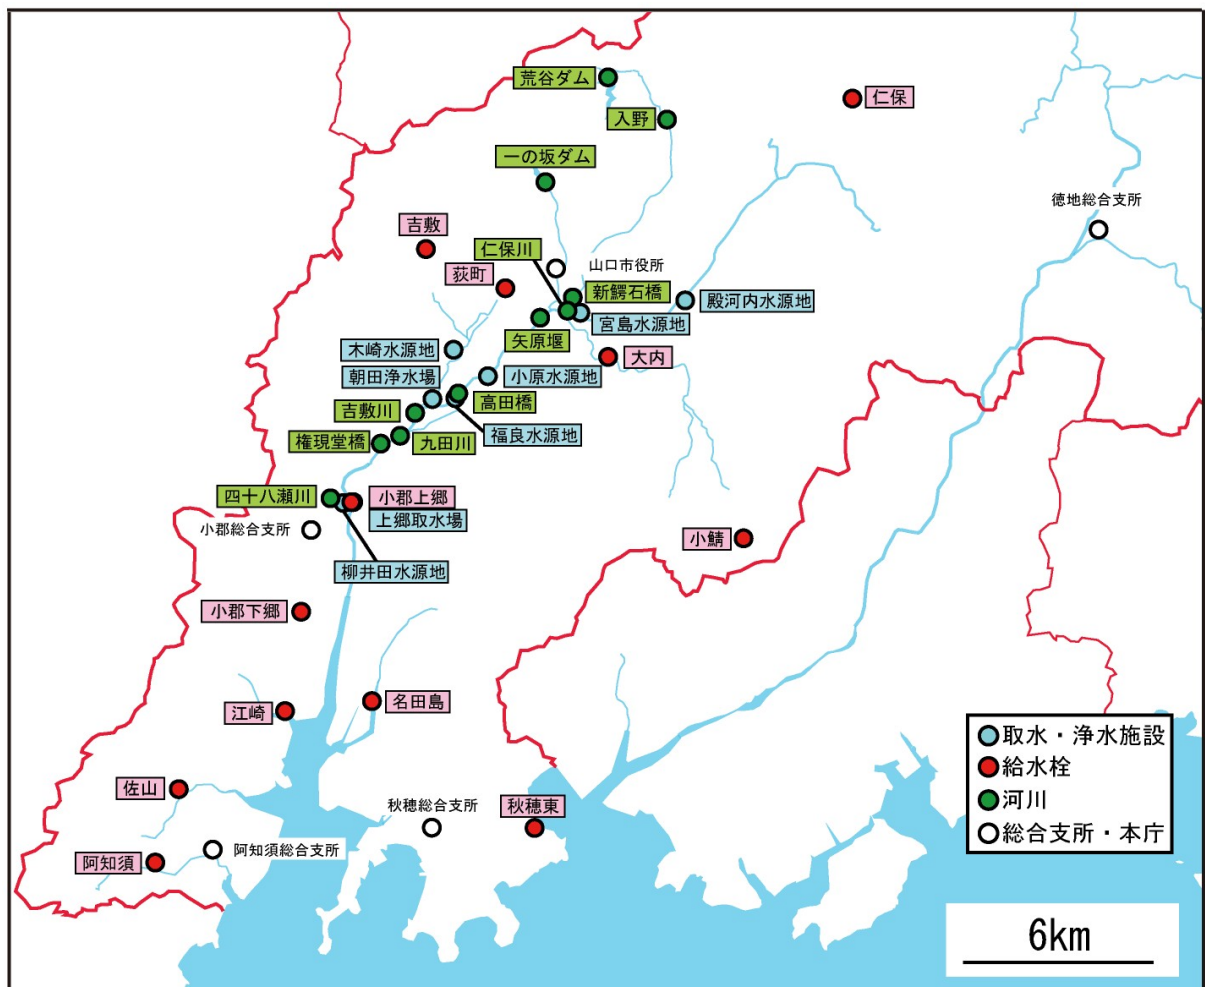 荒谷ダム
仁保
入野
一の坂ダム
徳地総合支所
吉敷
仁保川
山口市役所
荻町
新鰐石橋
殿河内水源地
宮島水源地
矢原堰
木崎水源地
大内
朝田浄水場
小原水源地
吉敷川
高田橋
福良水源地
権現堂橋
九田川
四十八瀬川
小郡上郷
上郷取水場
小郡総合支所
小鯖
柳井田水源地
小郡下郷
名田島
江崎
取水・浄水施設
給水栓
河川
総合支所・本庁
佐山
秋穂総合支所
秋穂東
阿知須総合支所
阿知須
6km